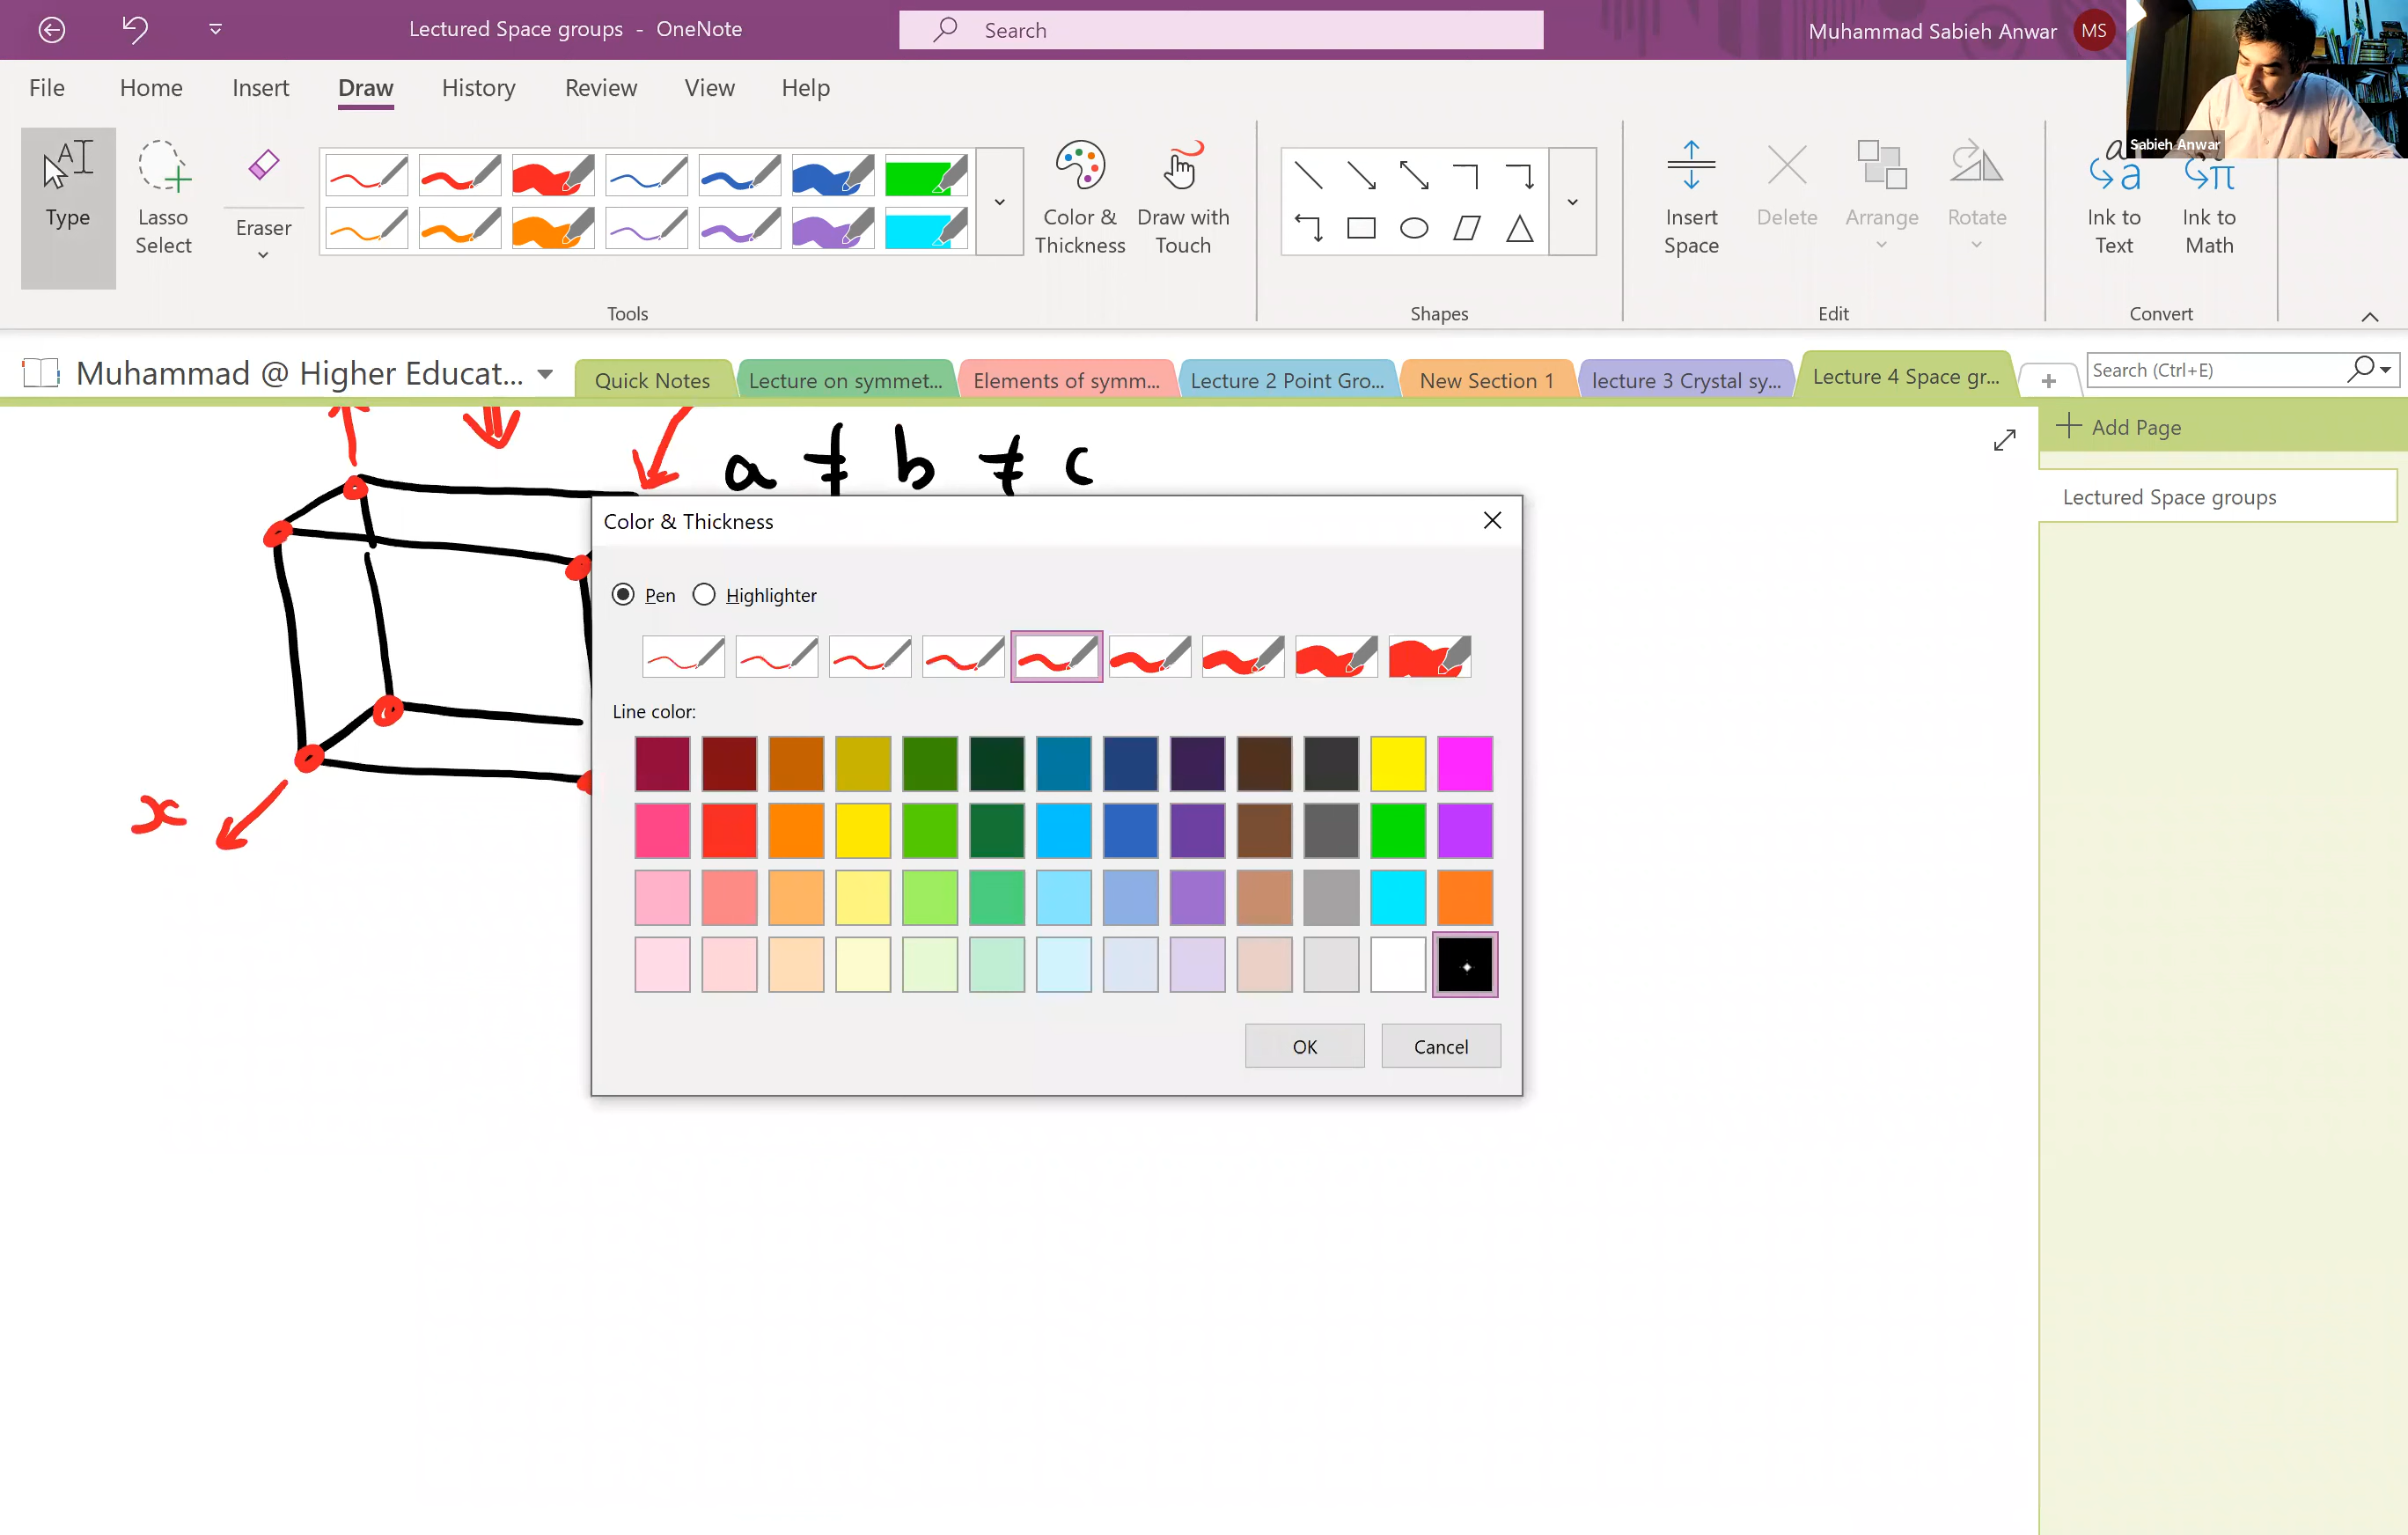 Lectured Space groups - OneNote
Search
Muhammad Sabieh Anwar
MS
File Home Insert Draw History Review View Help
Sabieh Anwar
Type
Lasso Select
Eraser
Color & Thickness
Draw with Touch
Insert Space
Delete
Arrange
Rotate
Ink to Text
Ink to Math
Tools
Shapes
Edit
Convert
Muhammad @ Higher Educat...
Quick Notes
Lecture on symmet...
Elements of symm...
Lecture 2 Point Gro...
New Section 1
lecture 3 Crystal sy...
Lecture 4 Space gr...
Search (Ctrl+E)
Add Page
Lectured Space groups
a ≠ b ≠ c
Color & Thickness
Pen Highlighter
Line color:
x
OK Cancel